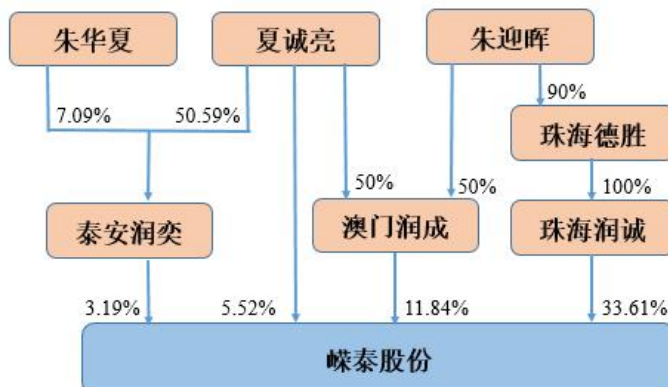 朱华夏
夏诚亮
朱迎晖
90%
7.09%
50.59%
珠海德胜
50%
50%
100%
泰安润奕
澳门润成
珠海润诚
3.19%
5.52%
11.84%
33.61%
嵘泰股份